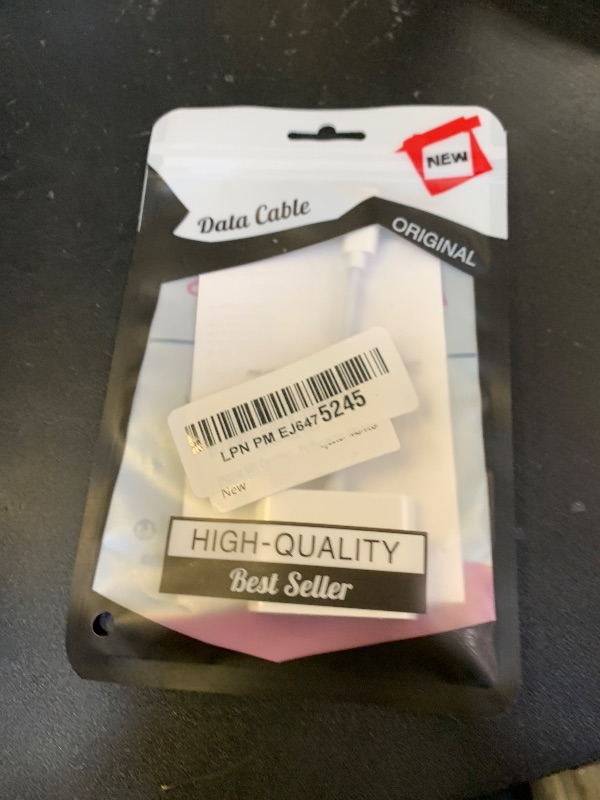 NEW
Data Cable
ORIGINAL
LPN PM EJ6475245
New
HIGH-QUALITY
Best Seller